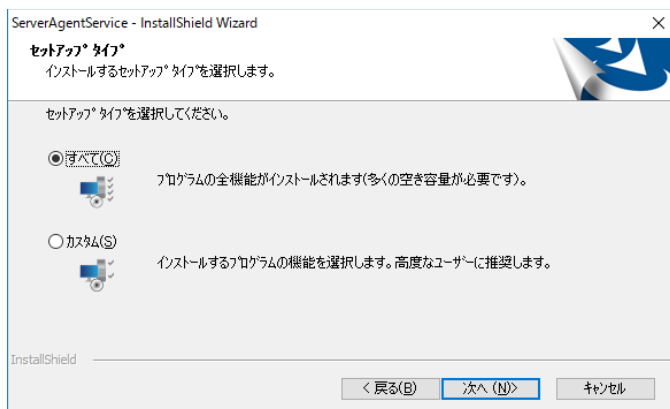 ServerAgentService - InstallShield Wizard
セットアップ タイプ
インストールするセットアップ タイプを選択します。
セットアップ タイプを選択してください。
すべて(C)
プログラムの全機能がインストールされます(多くの空き容量が必要です)。
カスタム(S)
インストールするプログラムの機能を選択します。高度なユーザーに推奨します。
InstallShield
< 戻る(B) 次へ (N)> キャンセル